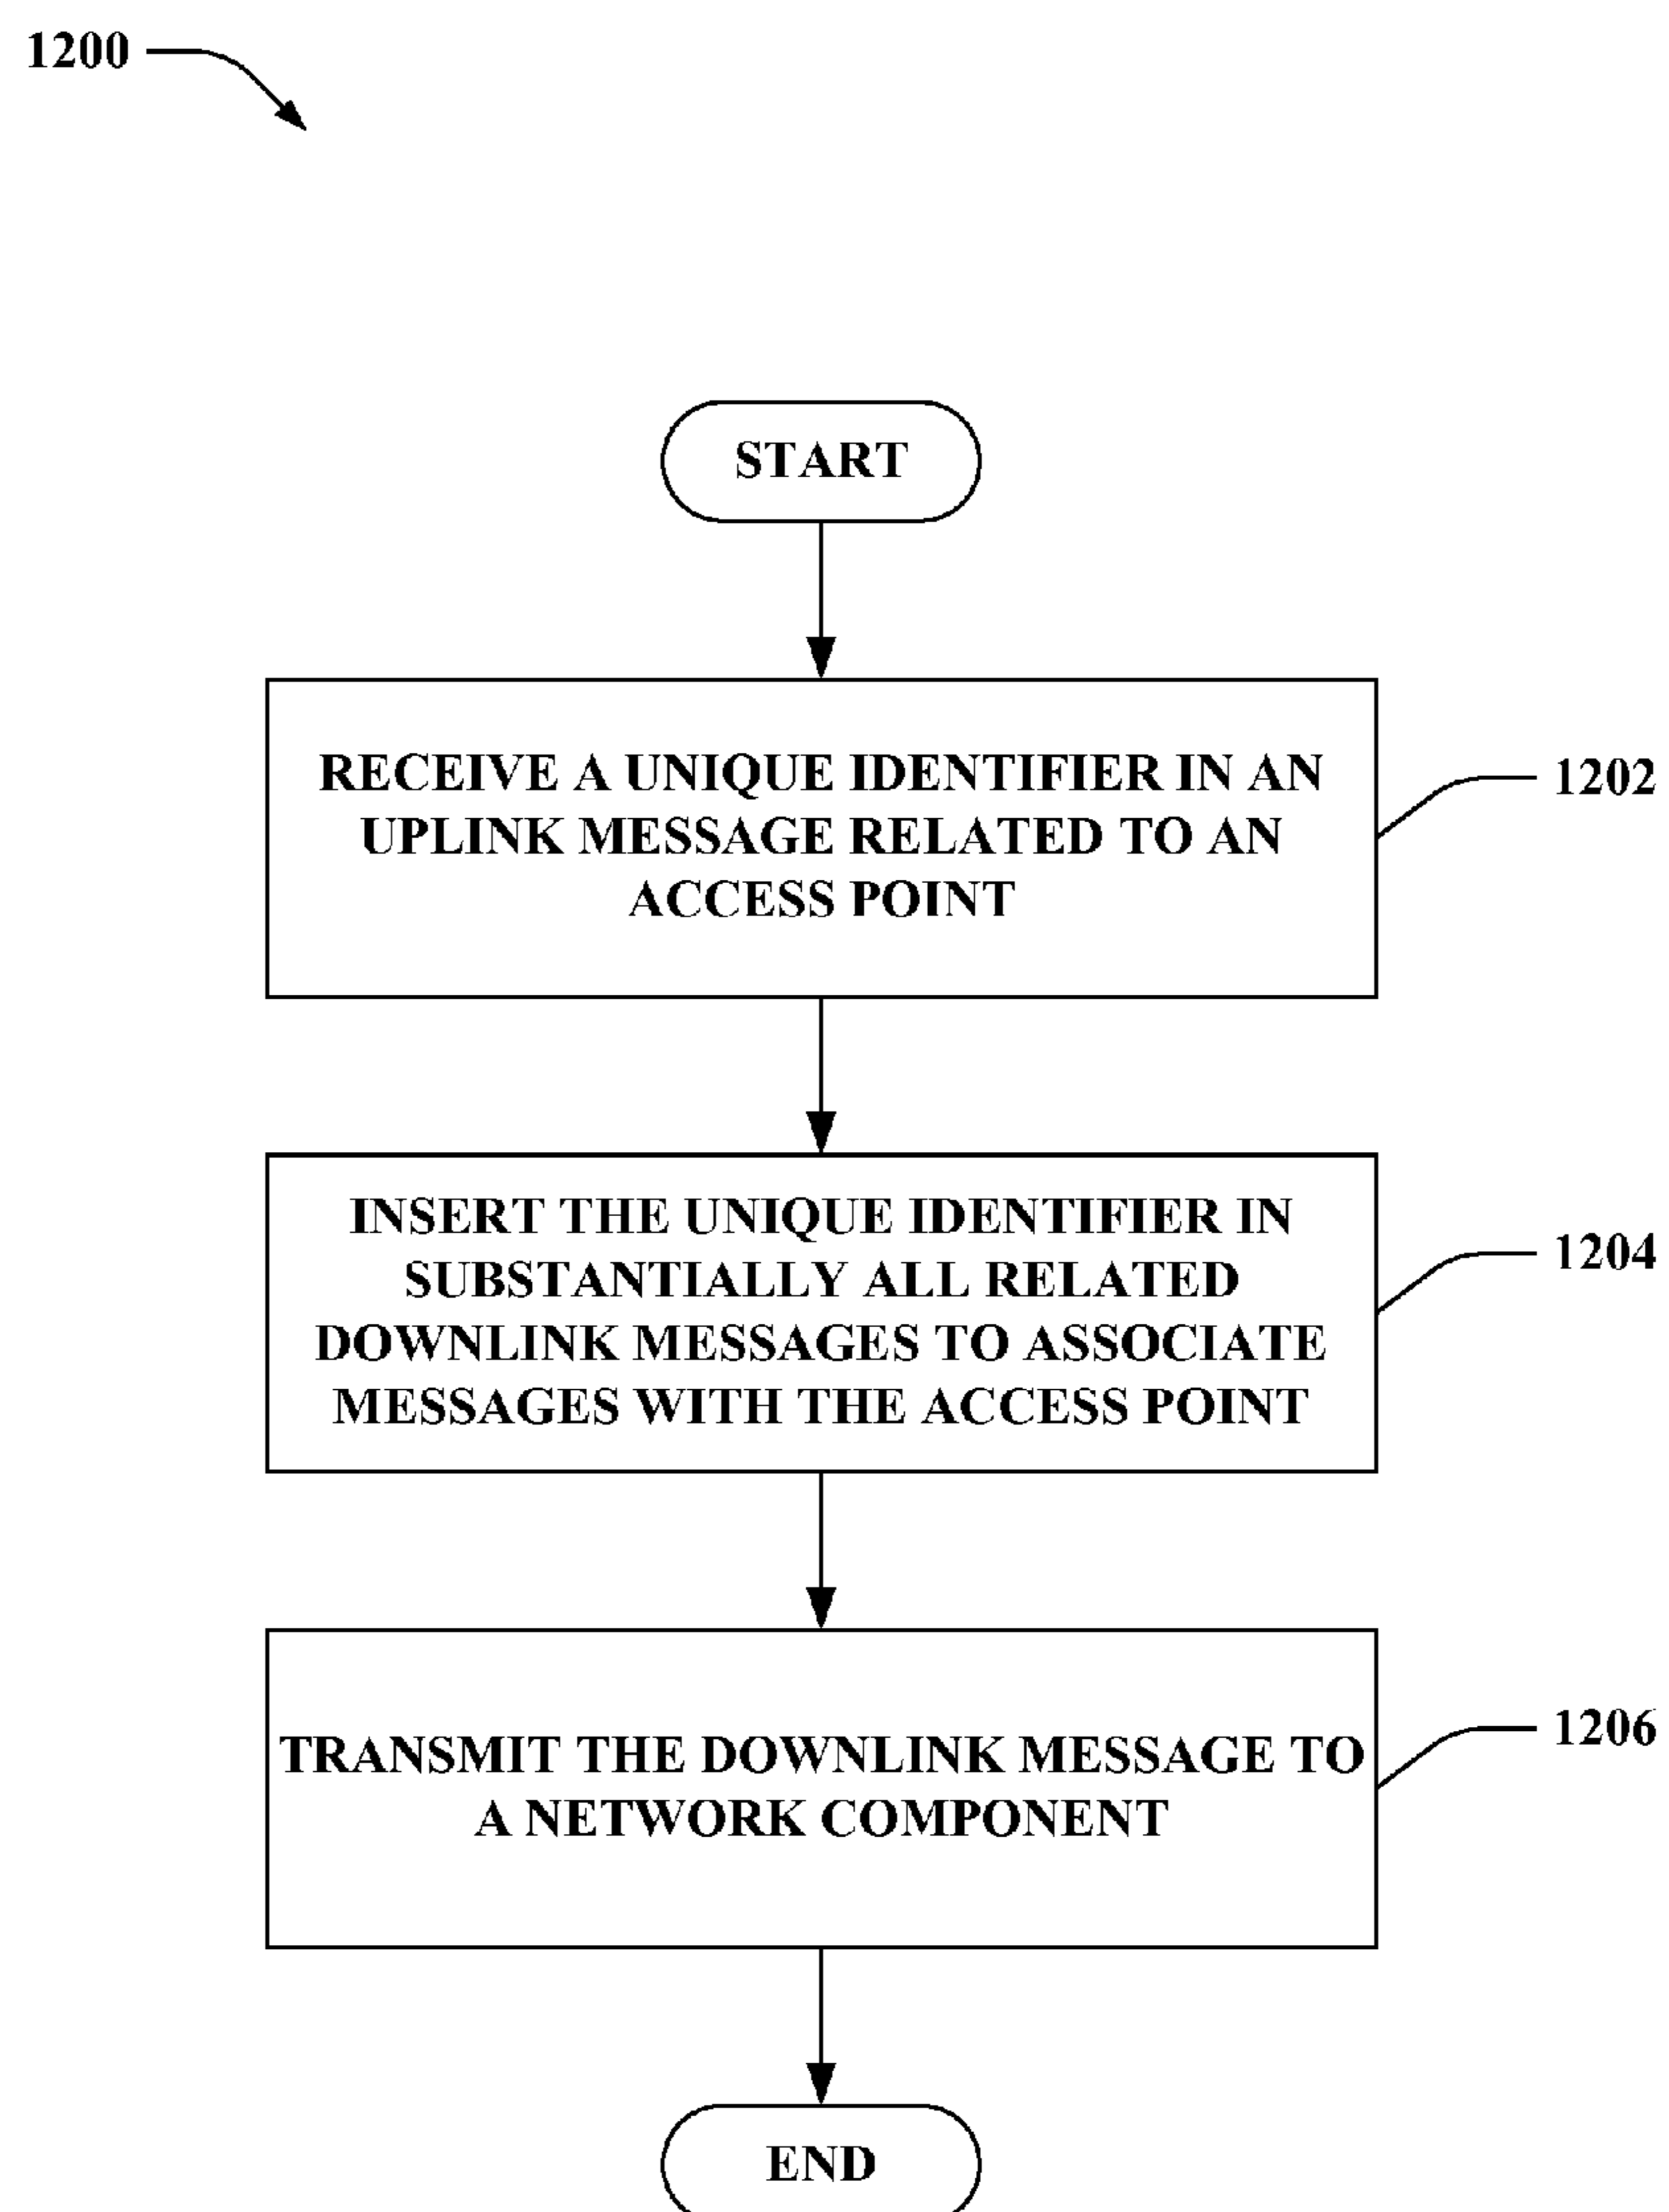 1200
START
RECEIVE A UNIQUE IDENTIFIER IN AN
UPLINK MESSAGE RELATED TO AN
ACCESS POINT
1202
INSERT THE UNIQUE IDENTIFIER IN
SUBSTANTIALLY ALL RELATED
DOWNLINK MESSAGES TO ASSOCIATE
MESSAGES WITH THE ACCESS POINT
1204
TRANSMIT THE DOWNLINK MESSAGE TO
A NETWORK COMPONENT
1206
END